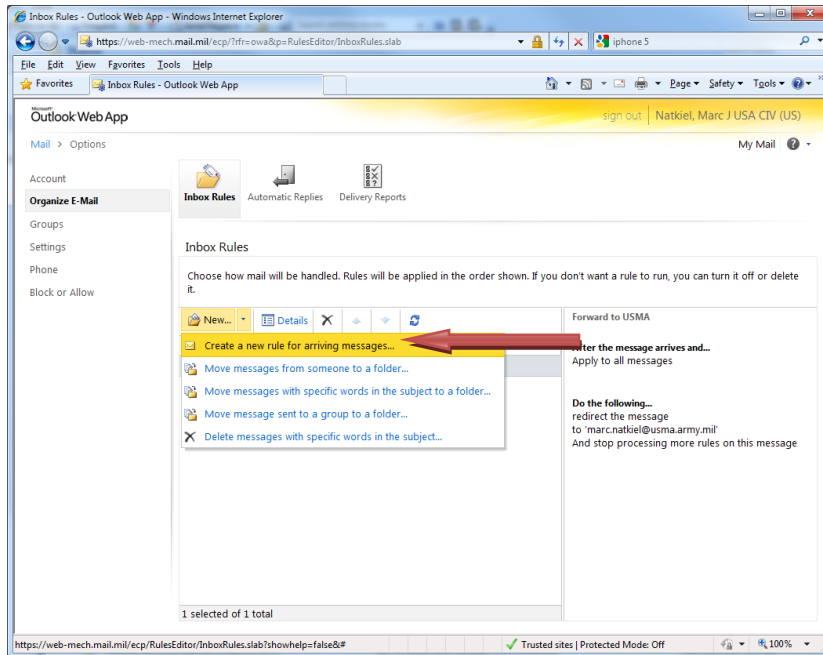 Inbox Rules - Outlook Web App - Windows Internet Explorer
https://web-mech.mail.mil/ecp/?rfr=owa&p=RulesEditor/InboxRules.slab
iphone 5
File Edit View Favorites Tools Help
Favorites Inbox Rules - Outlook Web App
Page Safety Tools
Microsoft
Outlook Web App
sign out Natkiel, Marc J USA CIV (US)
Mail > Options
My Mail
Account
Organize E-Mail
Groups
Settings
Phone
Block or Allow
Inbox Rules Automatic Replies Delivery Reports
Inbox Rules
Choose how mail will be handled. Rules will be applied in the order shown. If you don't want a rule to run, you can turn it off or delete
it.
New... Details
Create a new rule for arriving messages...
Move messages from someone to a folder...
Move messages with specific words in the subject to a folder...
Move message sent to a group to a folder...
Delete messages with specific words in the subject...
1 selected of 1 total
Forward to USMA
After the message arrives and...
Apply to all messages
Do the following...
redirect the message
to 'marc.natkiel@usma.army.mil'
And stop processing more rules on this message
https://web-mech.mail.mil/ecp/RulesEditor/InboxRules.slab?showhelp=false&#
Trusted sites | Protected Mode: Off
100%